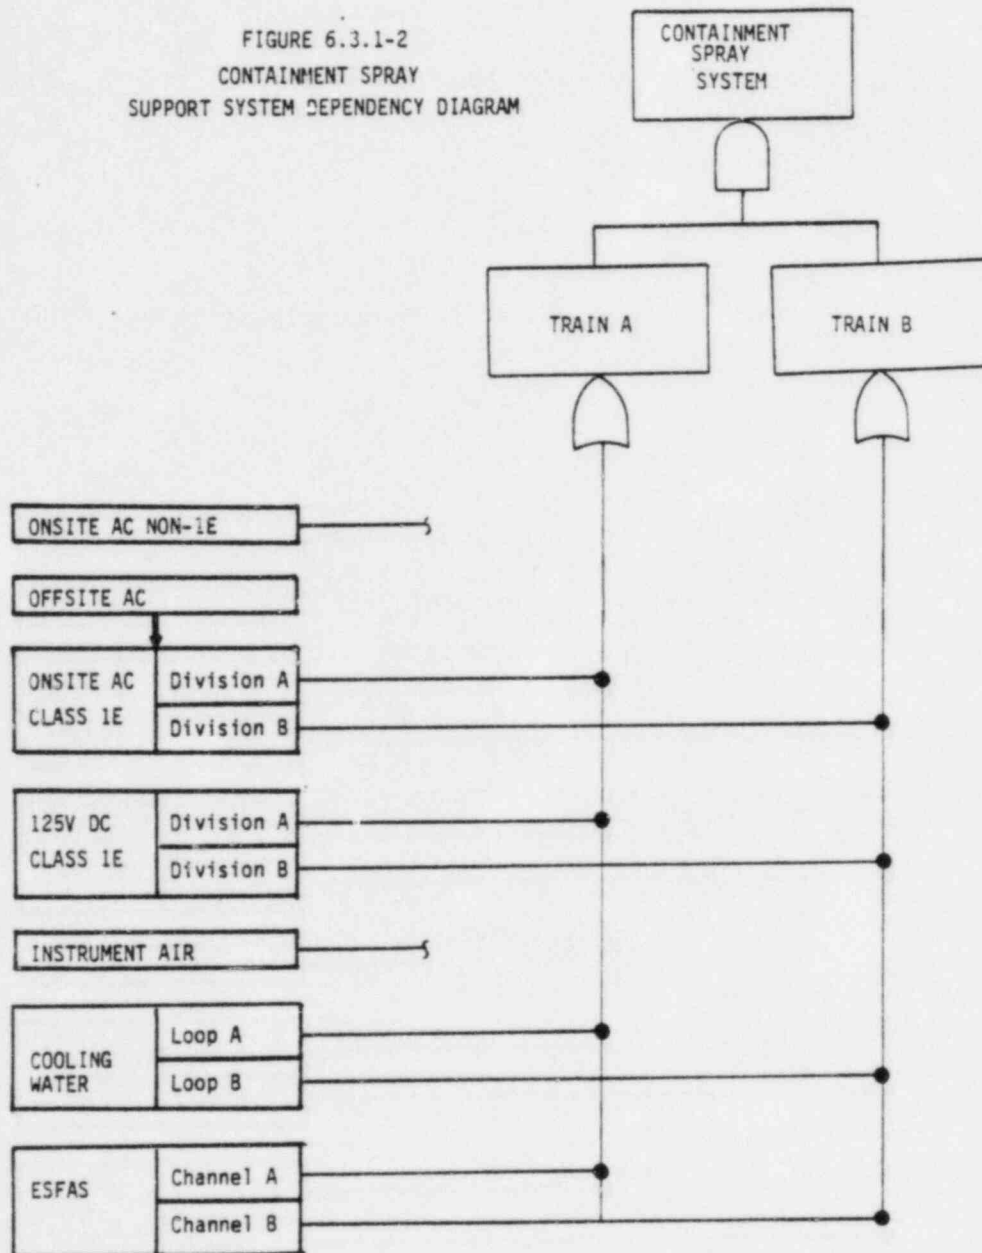 FIGURE 6.3.1-2
CONTAINMENT SPRAY
SUPPORT SYSTEM DEPENDENCY DIAGRAM
CONTAINMENT
SPRAY
SYSTEM
TRAIN A
TRAIN B
ONSITE AC NON-1E
OFFSITE AC
ONSITE AC
CLASS 1E
Division A
Division B
125V DC
CLASS 1E
Division A
Division B
INSTRUMENT AIR
COOLING
WATER
Loop A
Loop B
ESFAS
Channel A
Channel B